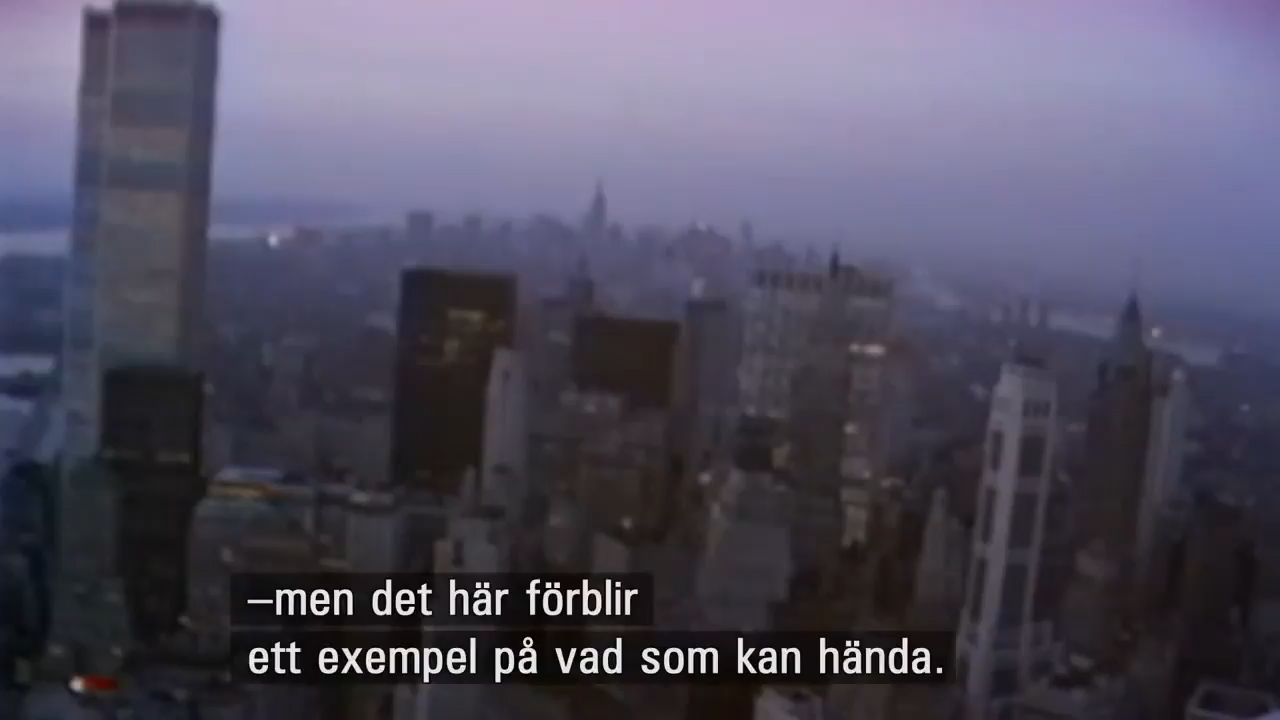 –men det här förblir
ett exempel på vad som kan hända.